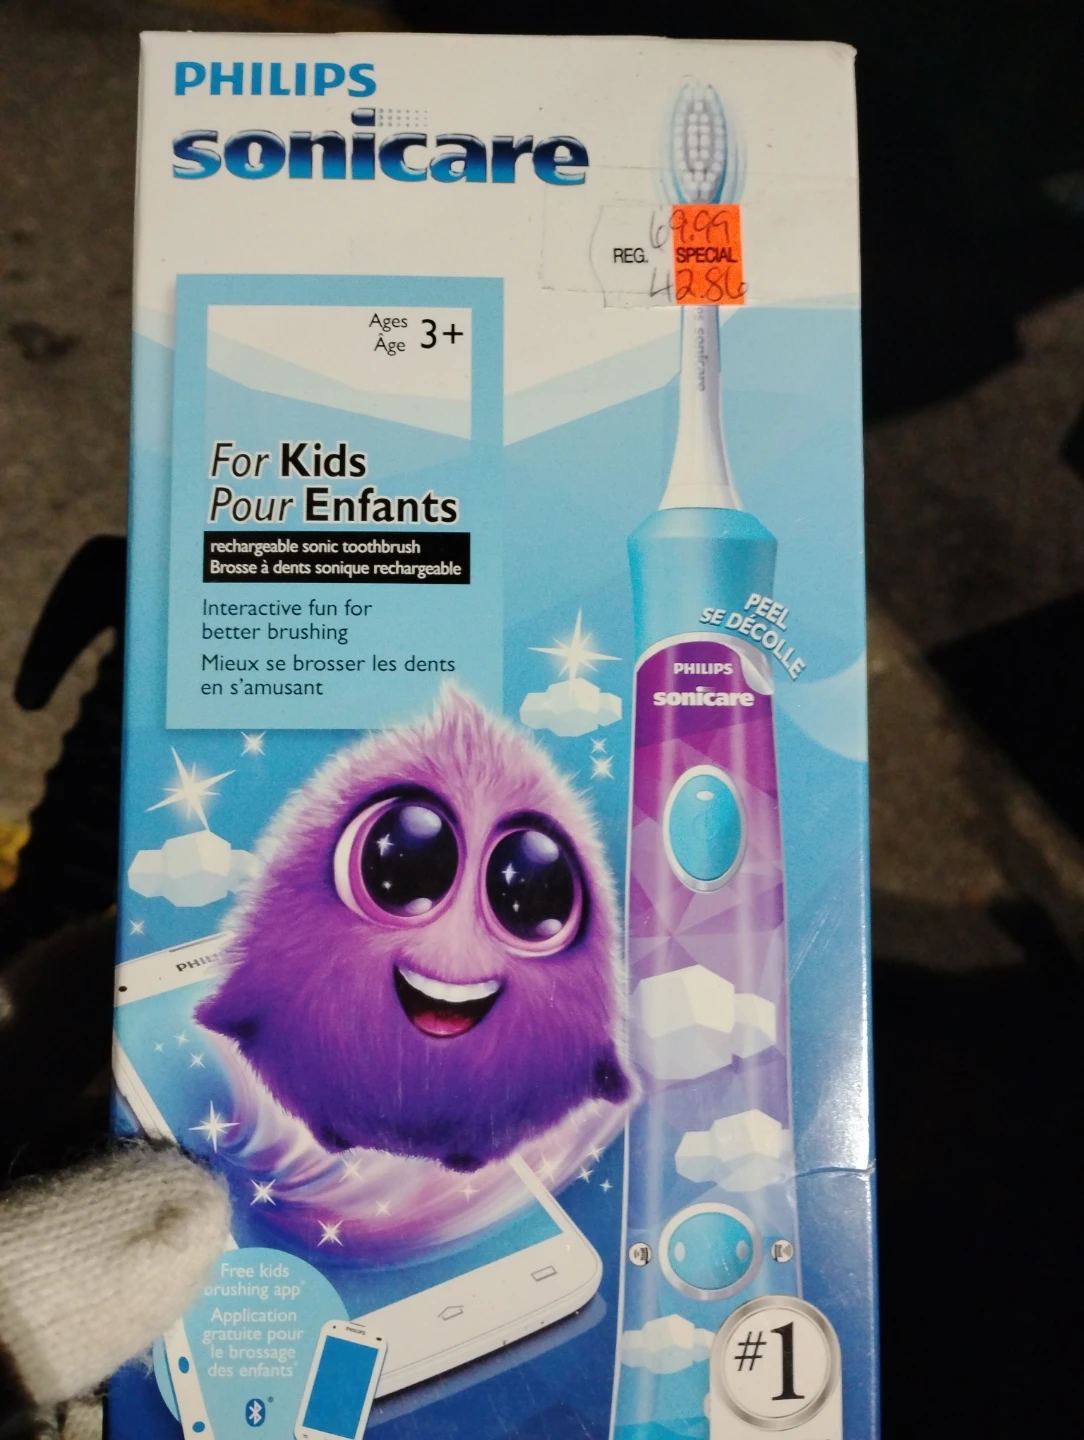 PHILIPS
sonicare
69.99
REG. SPECIAL
42.86
sonicare
Ages
Âge
3+
For Kids
Pour Enfants
rechargeable sonic toothbrush
Brosse à dents sonique rechargeable
Interactive fun for
better brushing
Mieux se brosser les dents
en s'amusant
PEEL
SE DÉCOLLE
PHILIPS
sonicare
Free kids
brushing app*
Application
gratuite pour
le brossage
des enfants*
PHILIPS
#1